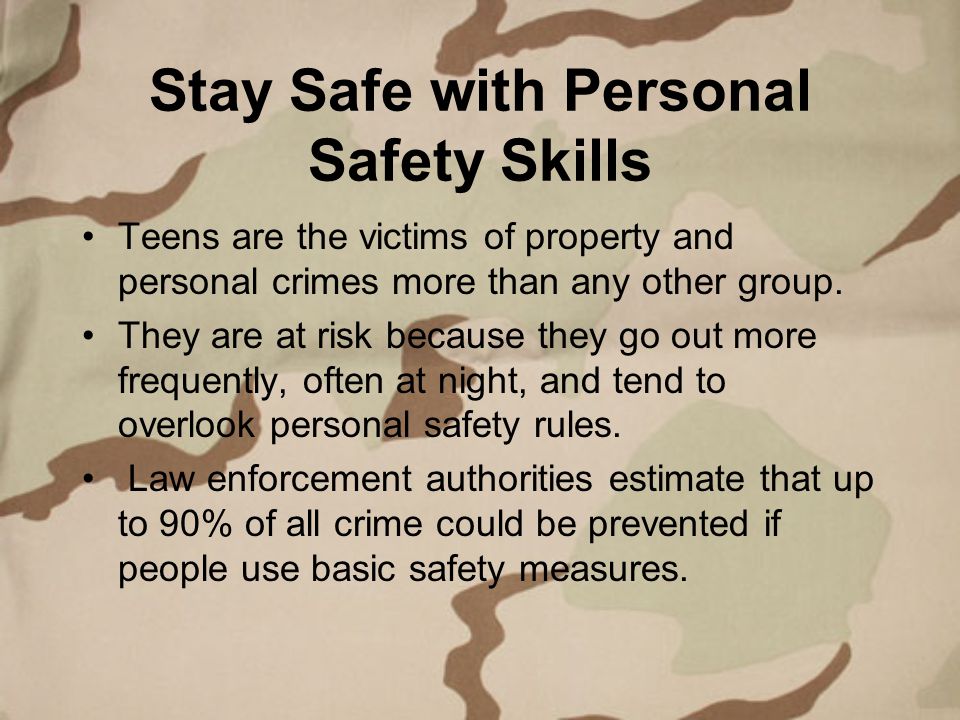 Stay Safe with Personal
Safety Skills
• Teens are the victims of property and
personal crimes more than any other group.
• They are at risk because they go out more
frequently, often at night, and tend to
overlook personal safety rules.
• Law enforcement authorities estimate that up
to 90% of all crime could be prevented if
people use basic safety measures.